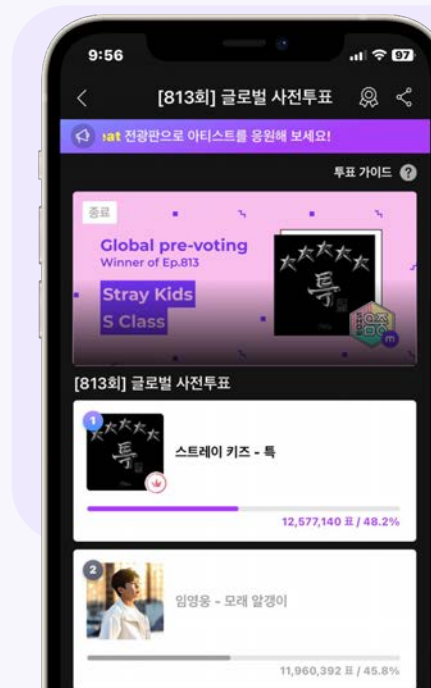 9:56
97
[813회] 글로벌 사전투표
eat 전광판으로 아티스트를 응원해 보세요!
투표 가이드 ?
종료
Global pre-voting
Winner of Ep.813
Stray Kids
S Class
특
음중
m
[813회] 글로벌 사전투표
1
특
스트레이 키즈 - 특
12,577,140 표 / 48.2%
2
임영웅 - 모래 알갱이
11,960,392 표 / 45.8%